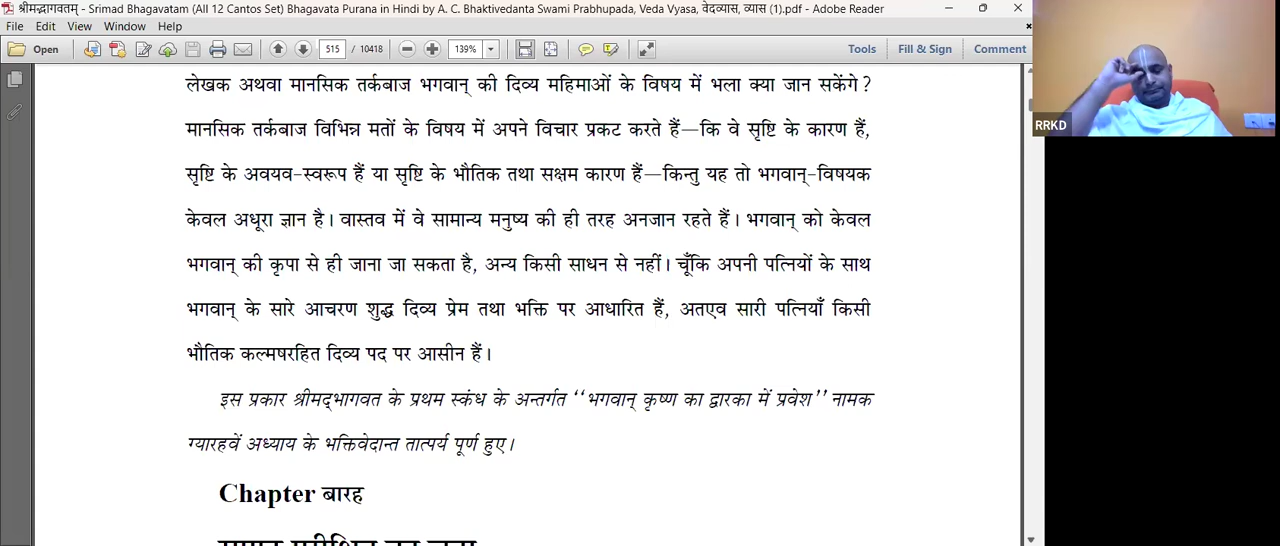 श्रीमद्भागवतम् - Srimad Bhagavatam (All 12 Cantos Set) Bhagavata Purana in Hindi by A. C. Bhaktivedanta Swami Prabhupada, Veda Vyasa, वेदव्यास, व्यास (1).pdf - Adobe Reader
File Edit View Window Help
Open 515 / 10418 139% Tools Fill & Sign Comment
लेखक अथवा मानसिक तर्कबाज भगवान् की दिव्य महिमाओं के विषय में भला क्या जान सकेंगे ?
मानसिक तर्कबाज विभिन्न मतों के विषय में अपने विचार प्रकट करते हैं—कि वे सृष्टि के कारण हैं,
सृष्टि के अवयव-स्वरूप हैं या सृष्टि के भौतिक तथा सक्षम कारण हैं—किन्तु यह तो भगवान्-विषयक
केवल अधूरा ज्ञान है। वास्तव में वे सामान्य मनुष्य की ही तरह अनजान रहते हैं। भगवान् को केवल
भगवान् की कृपा से ही जाना जा सकता है, अन्य किसी साधन से नहीं। चूँकि अपनी पत्नियों के साथ
भगवान् के सारे आचरण शुद्ध दिव्य प्रेम तथा भक्ति पर आधारित हैं, अतएव सारी पत्नियाँ किसी
भौतिक कल्मषरहित दिव्य पद पर आसीन हैं।
इस प्रकार श्रीमद्भागवत के प्रथम स्कंध के अन्तर्गत ‘‘भगवान् कृष्ण का द्वारका में प्रवेश’’ नामक
ग्यारहवें अध्याय के भक्तिवेदान्त तात्पर्य पूर्ण हुए।
Chapter बारह
RRKD